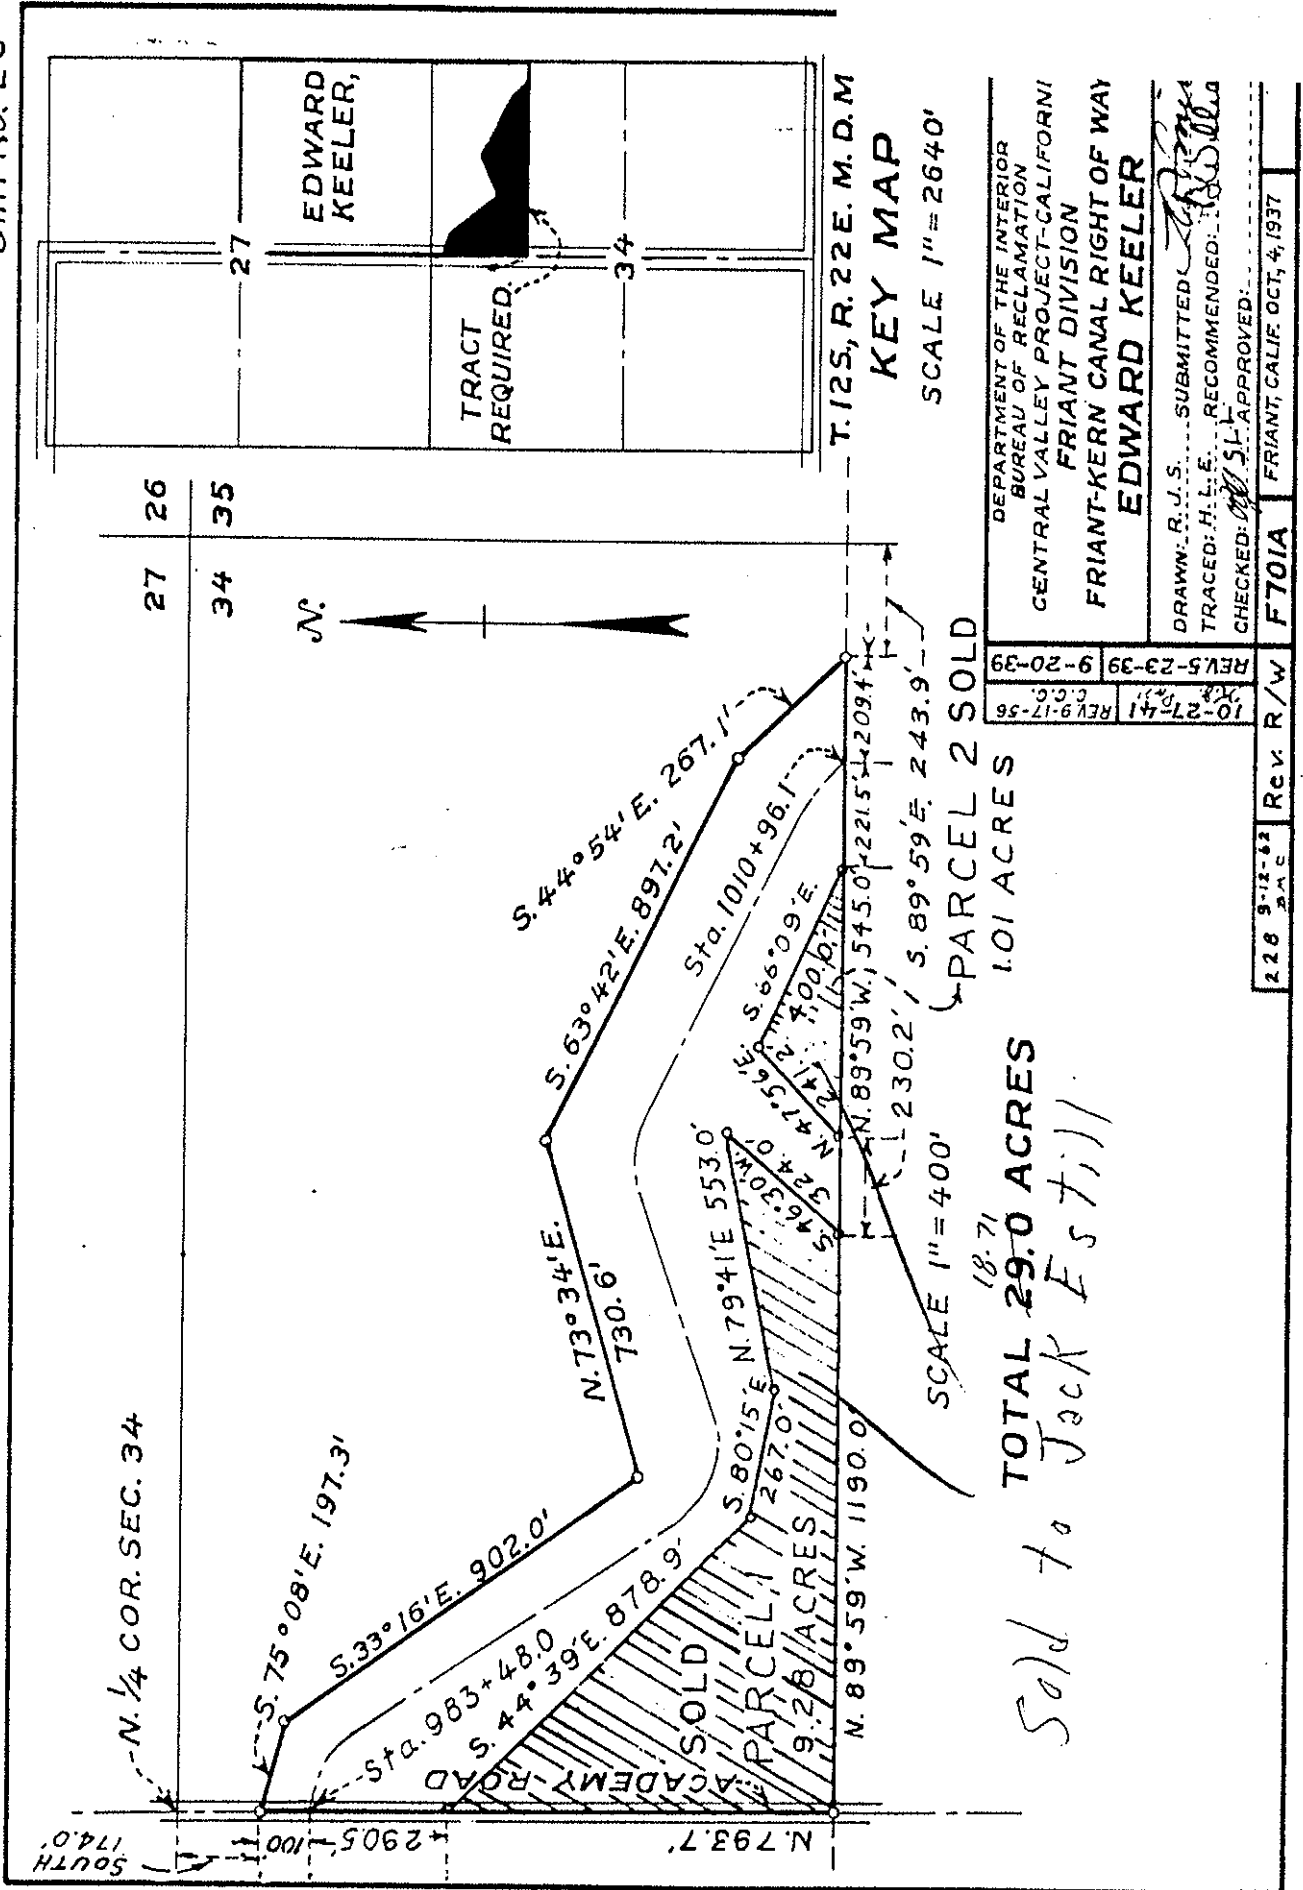 N. 1/4 COR. SEC. 34
SOUTH
174.0'
100'
290.5'
N. 793.7'
S. 75°08'E. 197.3'
S. 33°16'E. 902.0'
N. 73°34'E.
730.6'
S. 63°42'E. 897.2'
S. 44°54'E. 267.1'
Sta. 983+48.0
Sta. 1010+96.1
S. 44°39'E. 878.9'
S. 80°15'E.
267.0'
N. 79°41'E 553.0'
S. 46°30'W.
324.0'
N. 47°56'E.
241.2'
S. 66°09'E.
400.0'
ACADEMY ROAD
SOLD
PARCEL 1
9.28 ACRES
N. 89°59'W. 1190.0'
N. 89°59'W. 545.0'
221.5'
209.4'
230.2'
S. 89°59'E. 243.9'
PARCEL 2 SOLD
1.01 ACRES
SCALE 1"=400'
18.71
TOTAL 29.0 ACRES
Sold to Jack Estill
N.
27 26
34 35
EDWARD
KEELER,
27
TRACT
REQUIRED
34
T. 12 S., R. 22 E. M. D. M
KEY MAP
SCALE 1"=2640'
DEPARTMENT OF THE INTERIOR
BUREAU OF RECLAMATION
CENTRAL VALLEY PROJECT-CALIFORNI
FRIANT DIVISION
FRIANT-KERN CANAL RIGHT OF WAY
EDWARD KEELER
DRAWN: R. J. S. SUBMITTED
TRACED: H. L. E. RECOMMENDED:
CHECKED: APPROVED:
F701A FRIANT, CALIF. OCT, 4, 1937
REV. 5-23-39 9-20-39
10-27-41 REV. 9-17-56
C.C.C.
228 9-12-62 Rev. R/W